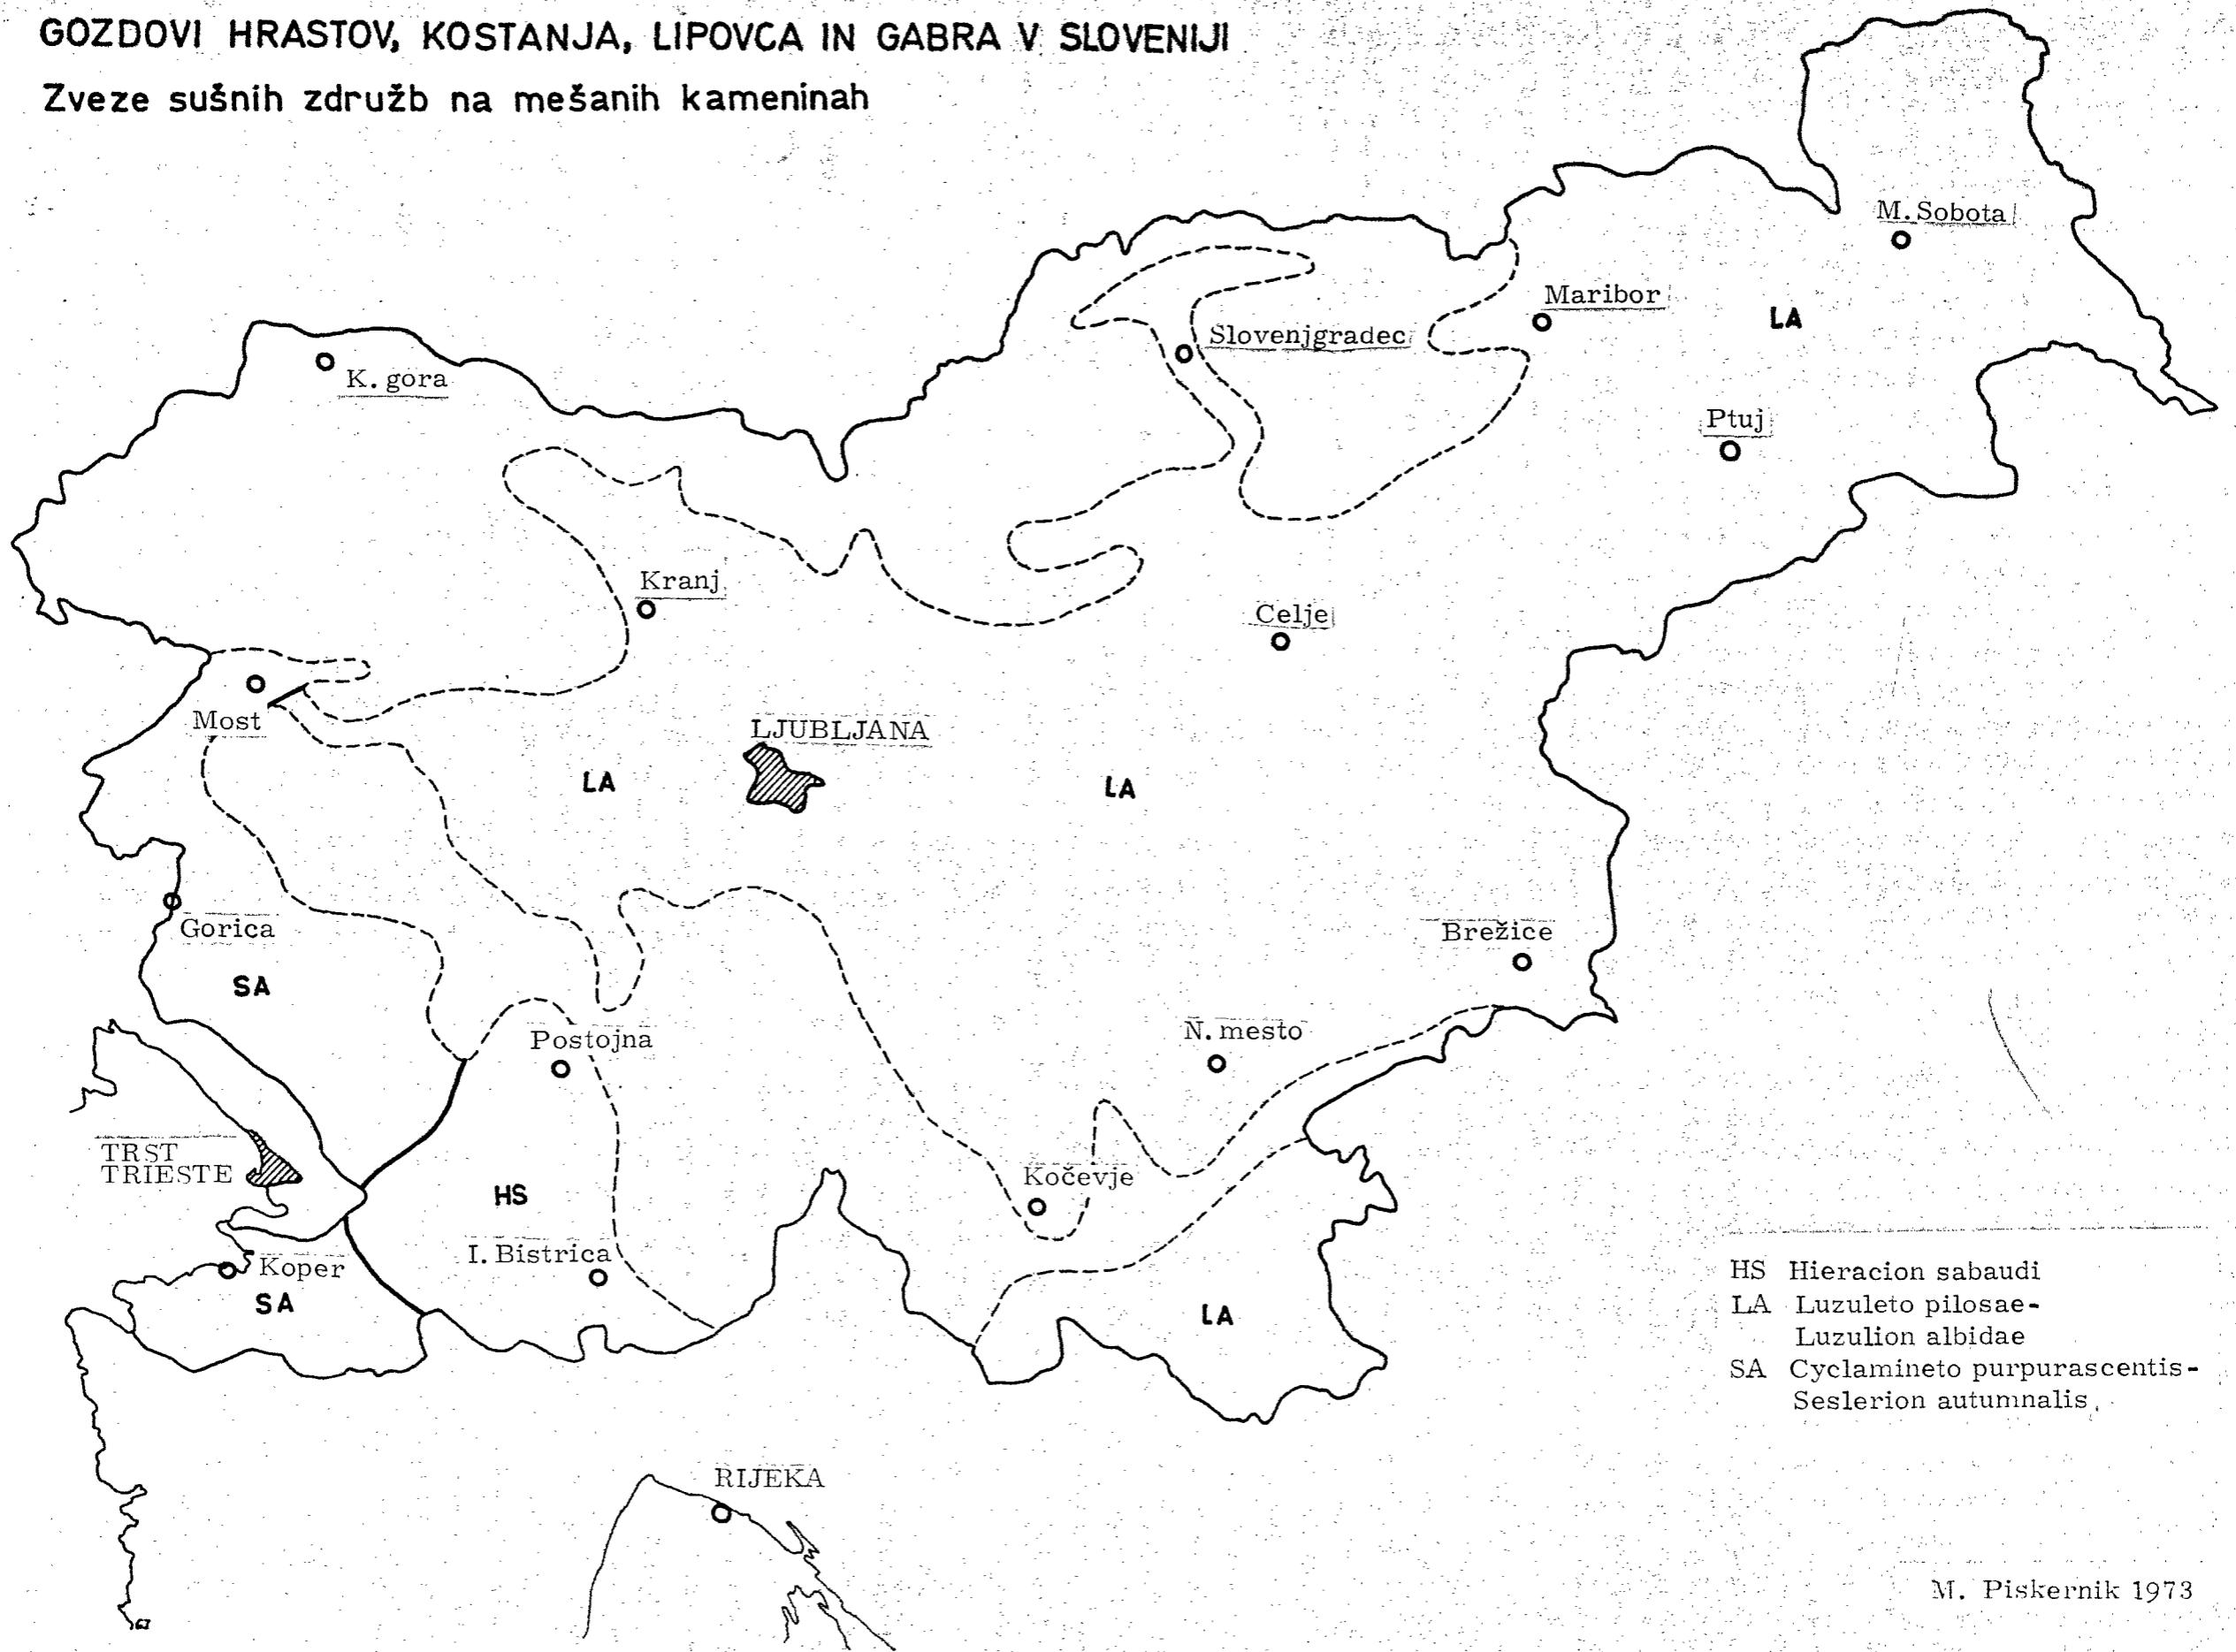 GOZDOVI HRASTOV, KOSTANJA, LIPOVCA IN GABRA V SLOVENIJI
Zveze sušnih združb na mešanih kameninah
M. Sobota
Maribor
LA
Slovenjgradec
K. gora
Ptuj
Kranj
Celje
Most
LJUBLJANA
LA
LA
Gorica
Brežice
SA
N. mesto
Postojna
TRST
TRIESTE
Kočevje
HS
I. Bistrica
Koper
SA
LA
HS Hieracion sabaudi
LA Luzuleto pilosae-
Luzulion albidae
SA Cyclamineto purpurascentis-
Seslerion autumnalis
RIJEKA
M. Piskernik 1973